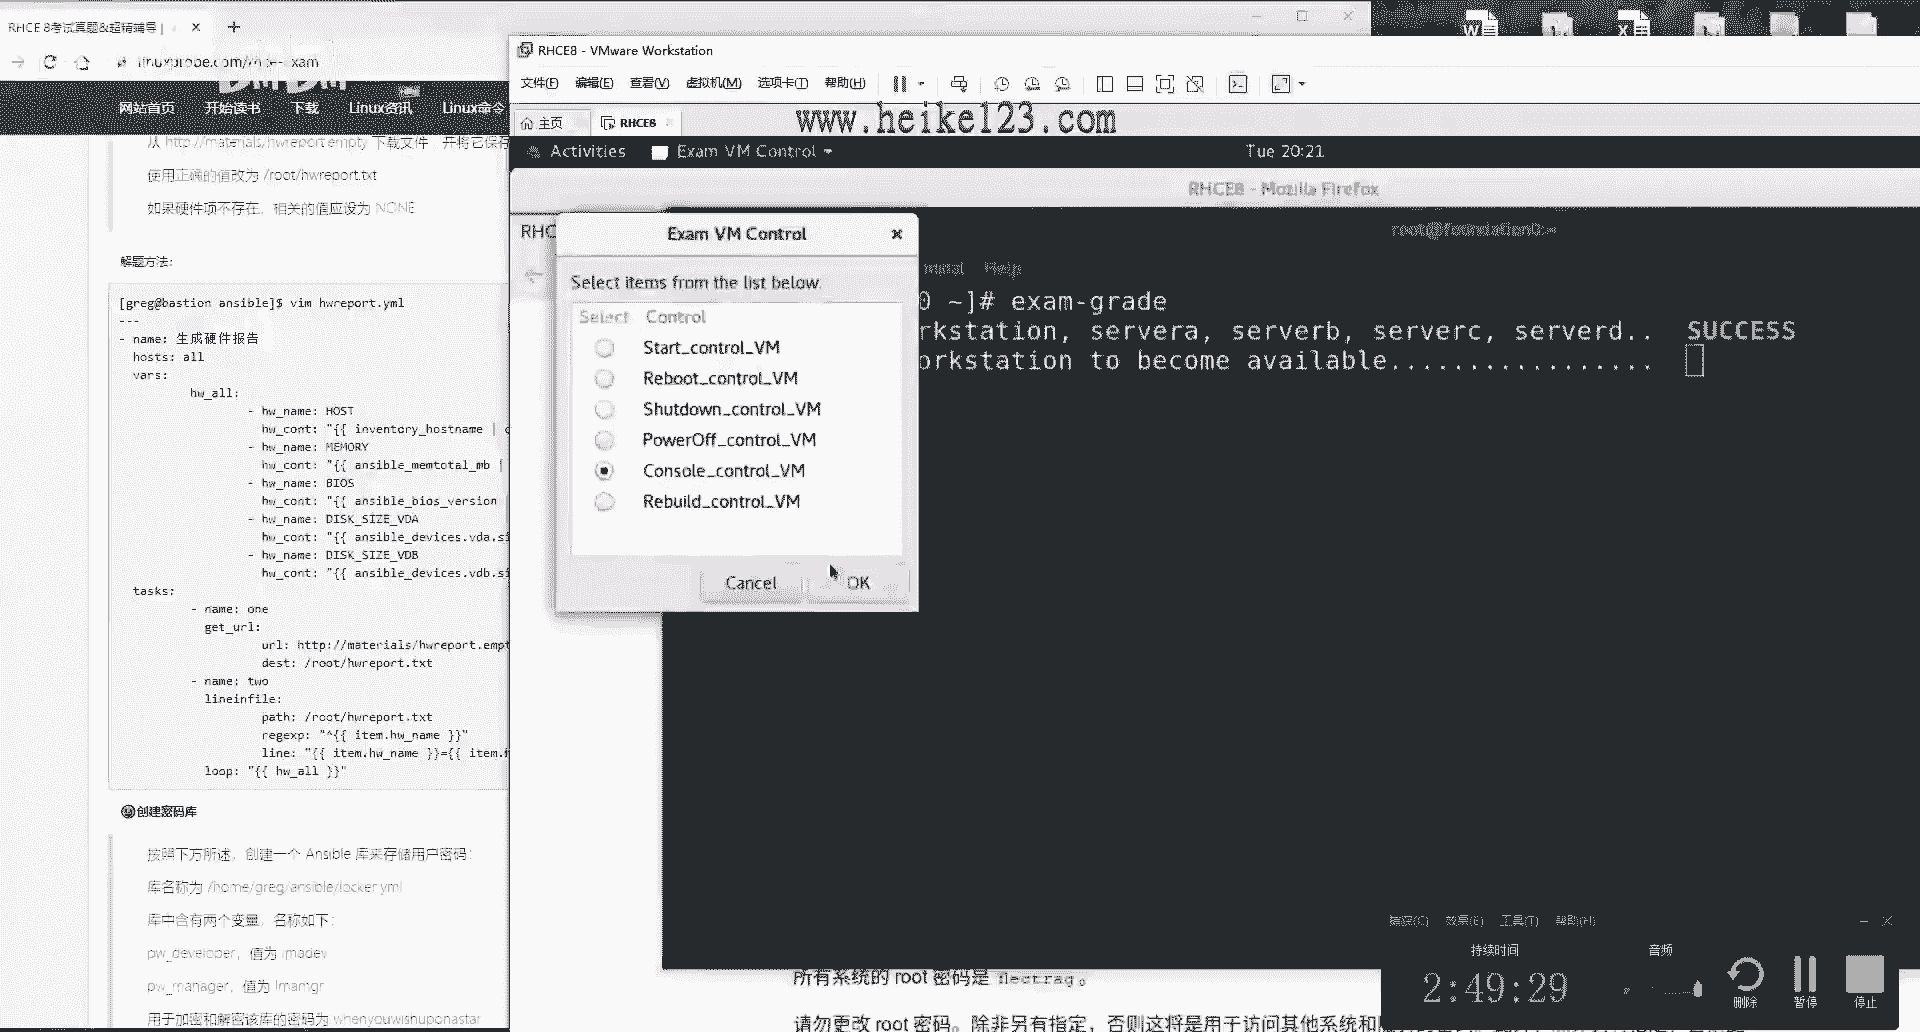 RHCE 8考试真题&超精辅导 |
linuxprobe.com/
网站首页 开始读书 下载 Linux资讯 Linux命令
从 http://materials/hwreport.empty 下载文件，并将它保存
使用正确的值改为 /root/hwreport.txt
如果硬件项不存在，相关的值应设为 NONE
解题方法:
[greg@bastion ansible]$ vim hwreport.yml
---
- name: 生成硬件报告
hosts: all
vars:
hw_all:
- hw_name: HOST
hw_cont: "{{ inventory_hostname |
- hw_name: MEMORY
hw_cont: "{{ ansible_memtotal_mb |
- hw_name: BIOS
hw_cont: "{{ ansible_bios_version
- hw_name: DISK_SIZE_VDA
hw_cont: "{{ ansible_devices.vda.si
- hw_name: DISK_SIZE_VDB
hw_cont: "{{ ansible_devices.vdb.si
tasks:
- name: one
get_url:
url: http://materials/hwreport.empt
dest: /root/hwreport.txt
- name: two
lineinfile:
path: /root/hwreport.txt
regexp: "^{{ item.hw_name }}"
line: "{{ item.hw_name }}={{ item.
loop: "{{ hw_all }}"
创建密码库
按照下方所述，创建一个 Ansible 库来存储用户密码：
库名称为 /home/greg/ansible/locker.yml
库中含有两个变量，名称如下：
pw_developer，值为 Imadev
pw_manager，值为 Imamgr
用于加密和解密该库的密码为 whenyouwishuponastar
RHCE8 - VMware Workstation
文件(F) 编辑(E) 查看(V) 虚拟机(M) 选项卡(T) 帮助(H)
主页 RHCE8
www.heike123.com
Activities Exam VM Control Tue 20:21
RHCE8 - Mozilla Firefox
RHC
root@foundation0:~
Help
0 ~]# exam-grade
rkstation, servera, serverb, serverc, serverd.. SUCCESS
orkstation to become available.................
Exam VM Control
Select items from the list below.
Select Control
Start_control_VM
Reboot_control_VM
Shutdown_control_VM
PowerOff_control_VM
Console_control_VM
Rebuild_control_VM
Cancel OK
所有系统的 root 密码是 flectrag。
请勿更改 root 密码。除非另有指定，否则这将是用于访问其他系统和
捕获(C) 效果(E) 工具(T) 帮助(H)
持续时间 音频
2:49:29
删除 暂停 停止